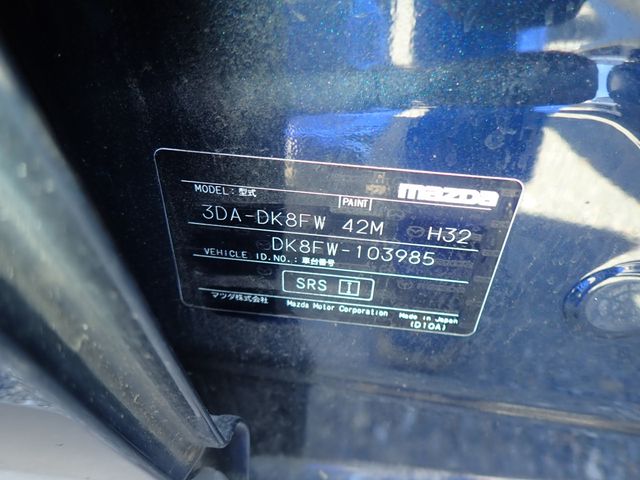 MODEL:型式 PAINT mazda
3DA-DK8FW 42M H32
DK8FW-103985
VEHICLE ID.NO.:車台番号
SRS I
マツダ株式会社 Mazda Motor Corporation Made in Japan
(D10A)